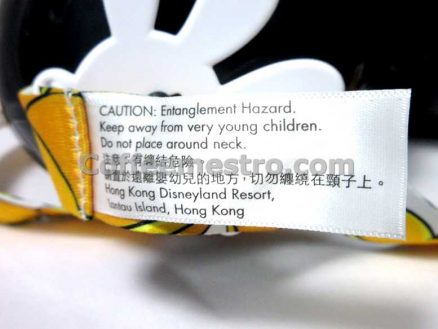 CAUTION: Entanglement Hazard.
Keep away from very young children.
Do not place around neck.
注意：有纏結危險，
請置於遠離嬰幼兒的地方，切勿纏繞在頸子上。
Hong Kong Disneyland Resort,
Lantau Island, Hong Kong